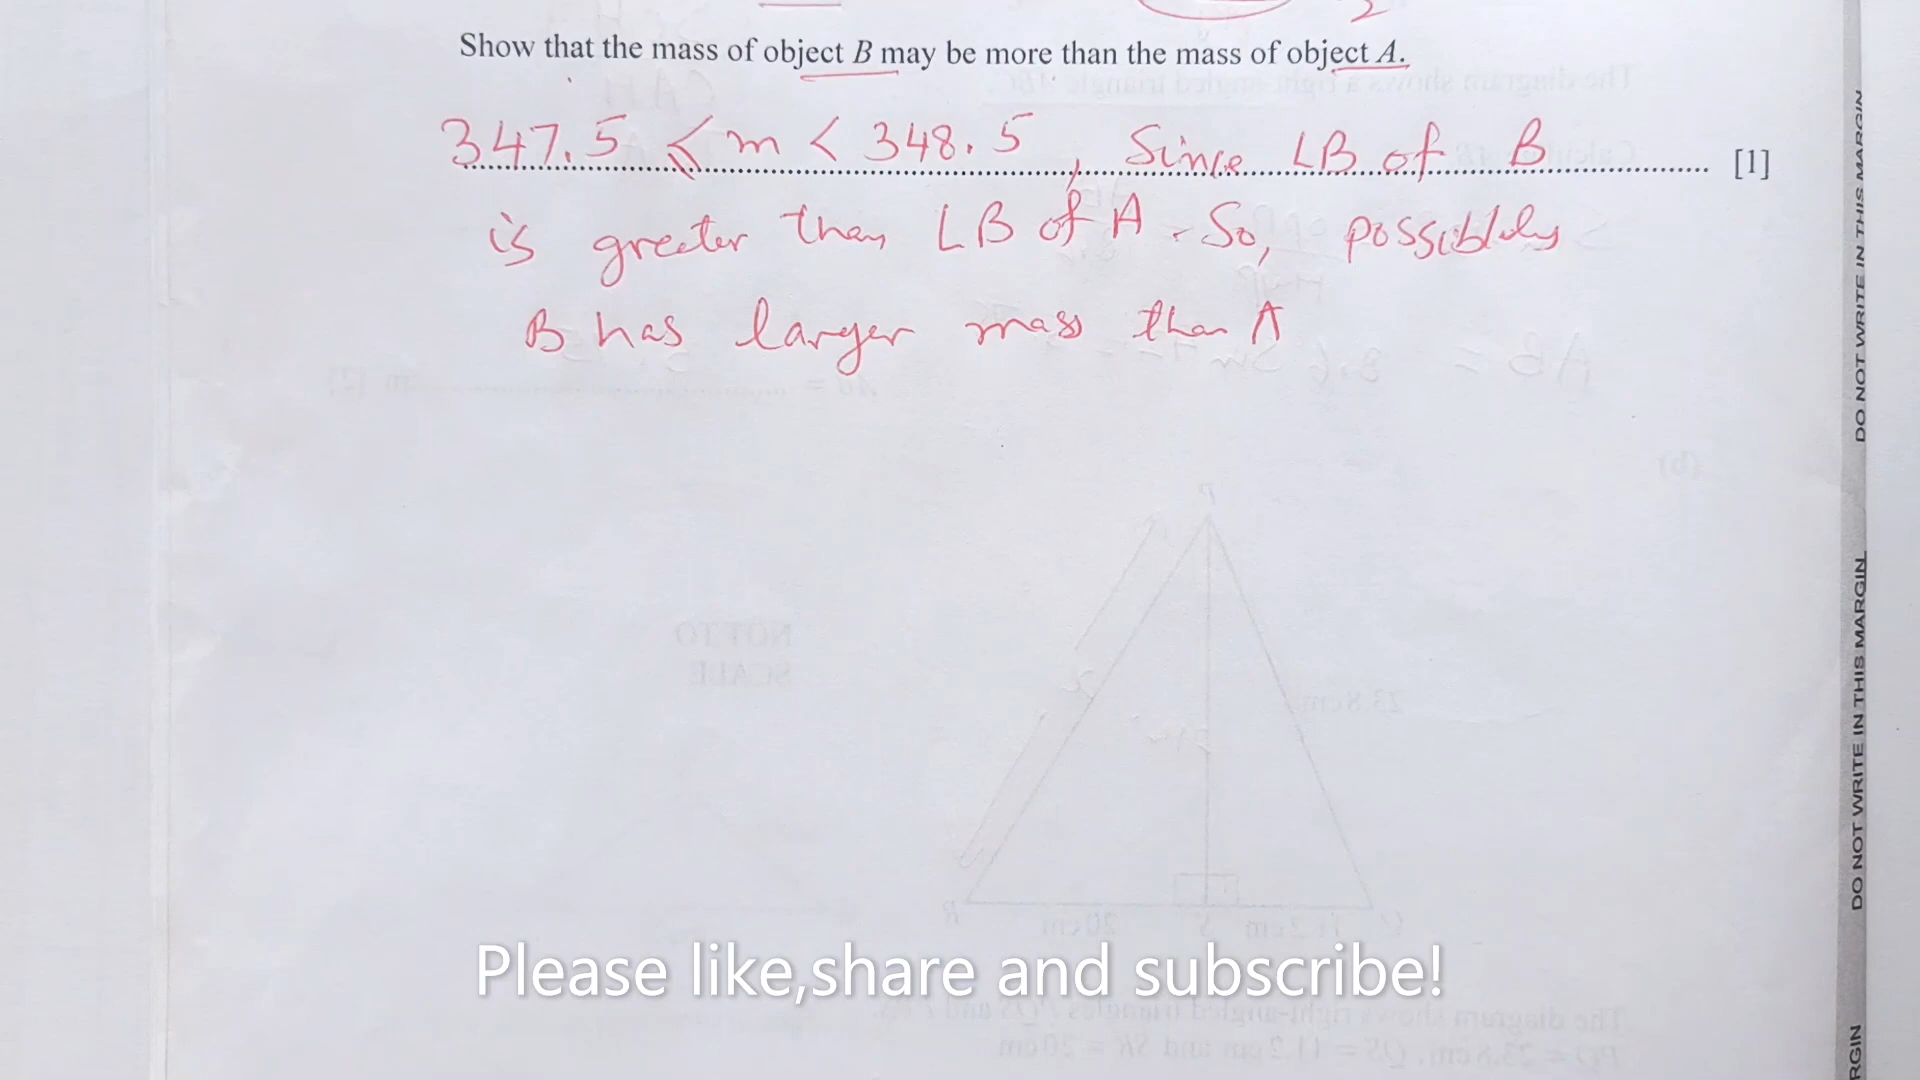 2
Show that the mass of object B may be more than the mass of object A.
347.5 ⩽ m < 348.5 , Since LB of B [1]
is greater than LB of A . So, possiblely
B has larger mass than A
DO NOT WRITE IN THIS MARGIN
DO NOT WRITE IN THIS MARGIN
RGIN
Please like,share and subscribe!